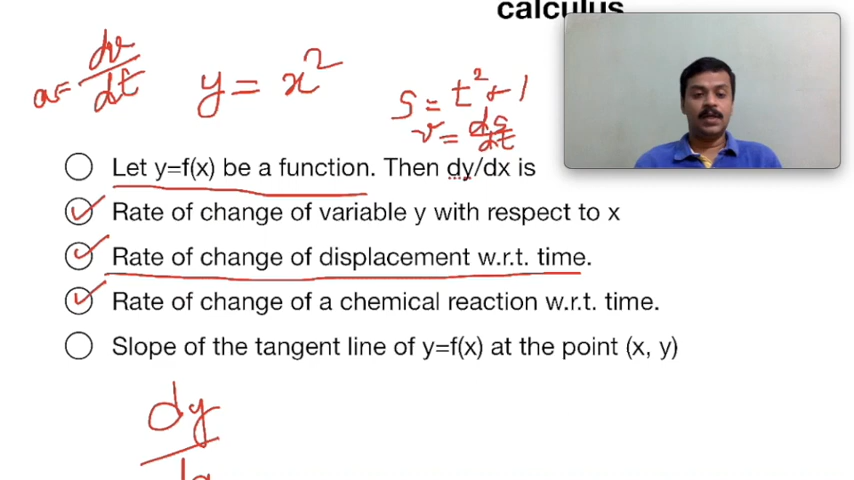 calculus
a = dv/dt
y = x²
s = t² + 1
v = ds/dt
Let y=f(x) be a function. Then dy/dx is
Rate of change of variable y with respect to x
Rate of change of displacement w.r.t. time.
Rate of change of a chemical reaction w.r.t. time.
Slope of the tangent line of y=f(x) at the point (x, y)
dy